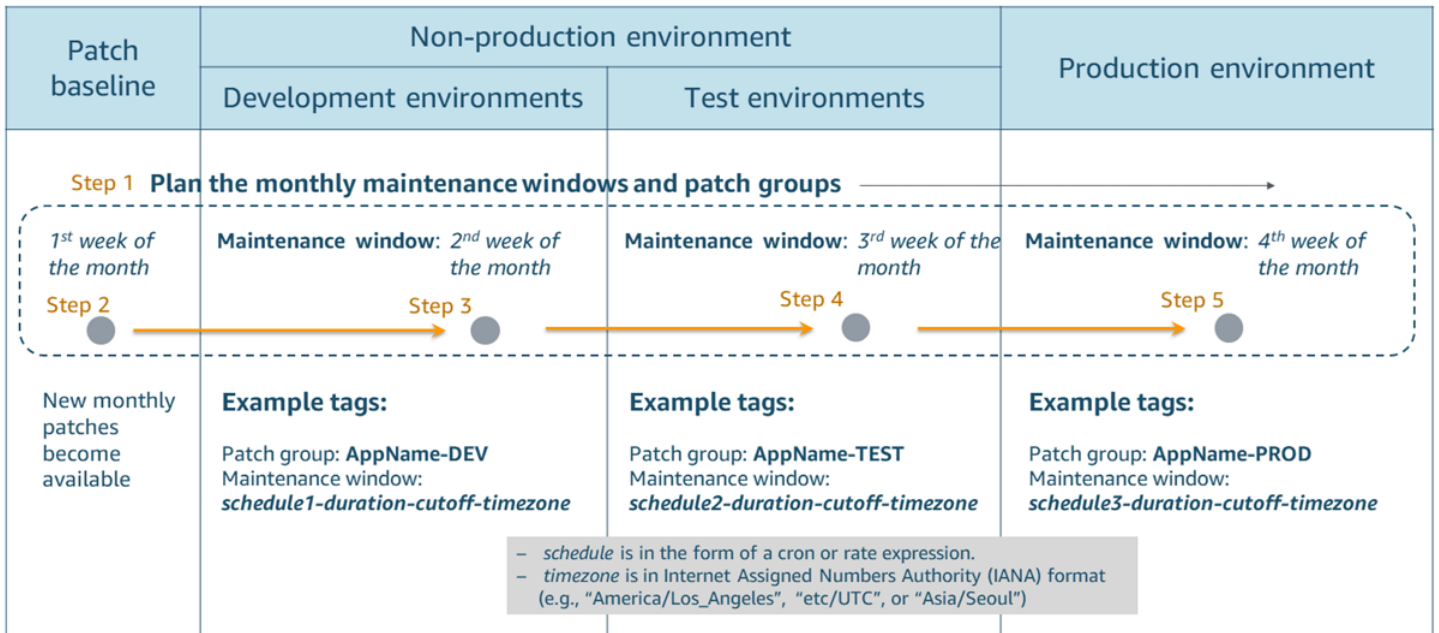 Patch
baseline
Non-production environment
Development environments
Test environments
Production environment
Step 1 Plan the monthly maintenance windows and patch groups
1st week of
the month
Step 2
Maintenance window: 2nd week of
the month
Step 3
Maintenance window: 3rd week of the
month
Step 4
Maintenance window: 4th week of
the month
Step 5
New monthly
patches
become
available
Example tags:
Patch group: AppName-DEV
Maintenance window:
schedule1-duration-cutoff-timezone
Example tags:
Patch group: AppName-TEST
Maintenance window:
schedule2-duration-cutoff-timezone
Example tags:
Patch group: AppName-PROD
Maintenance window:
schedule3-duration-cutoff-timezone
– schedule is in the form of a cron or rate expression.
– timezone is in Internet Assigned Numbers Authority (IANA) format
(e.g., “America/Los_Angeles”, “etc/UTC”, or “Asia/Seoul”)